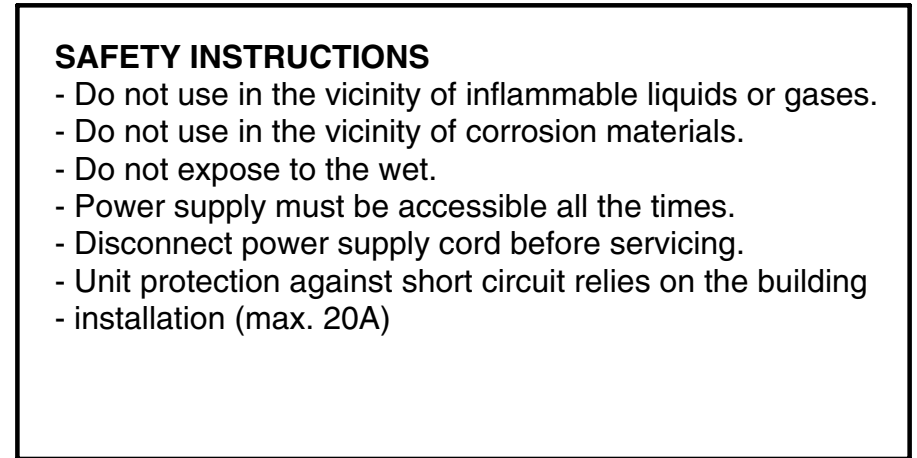 SAFETY INSTRUCTIONS
- Do not use in the vicinity of inflammable liquids or gases.
- Do not use in the vicinity of corrosion materials.
- Do not expose to the wet.
- Power supply must be accessible all the times.
- Disconnect power supply cord before servicing.
- Unit protection against short circuit relies on the building
- installation (max. 20A)